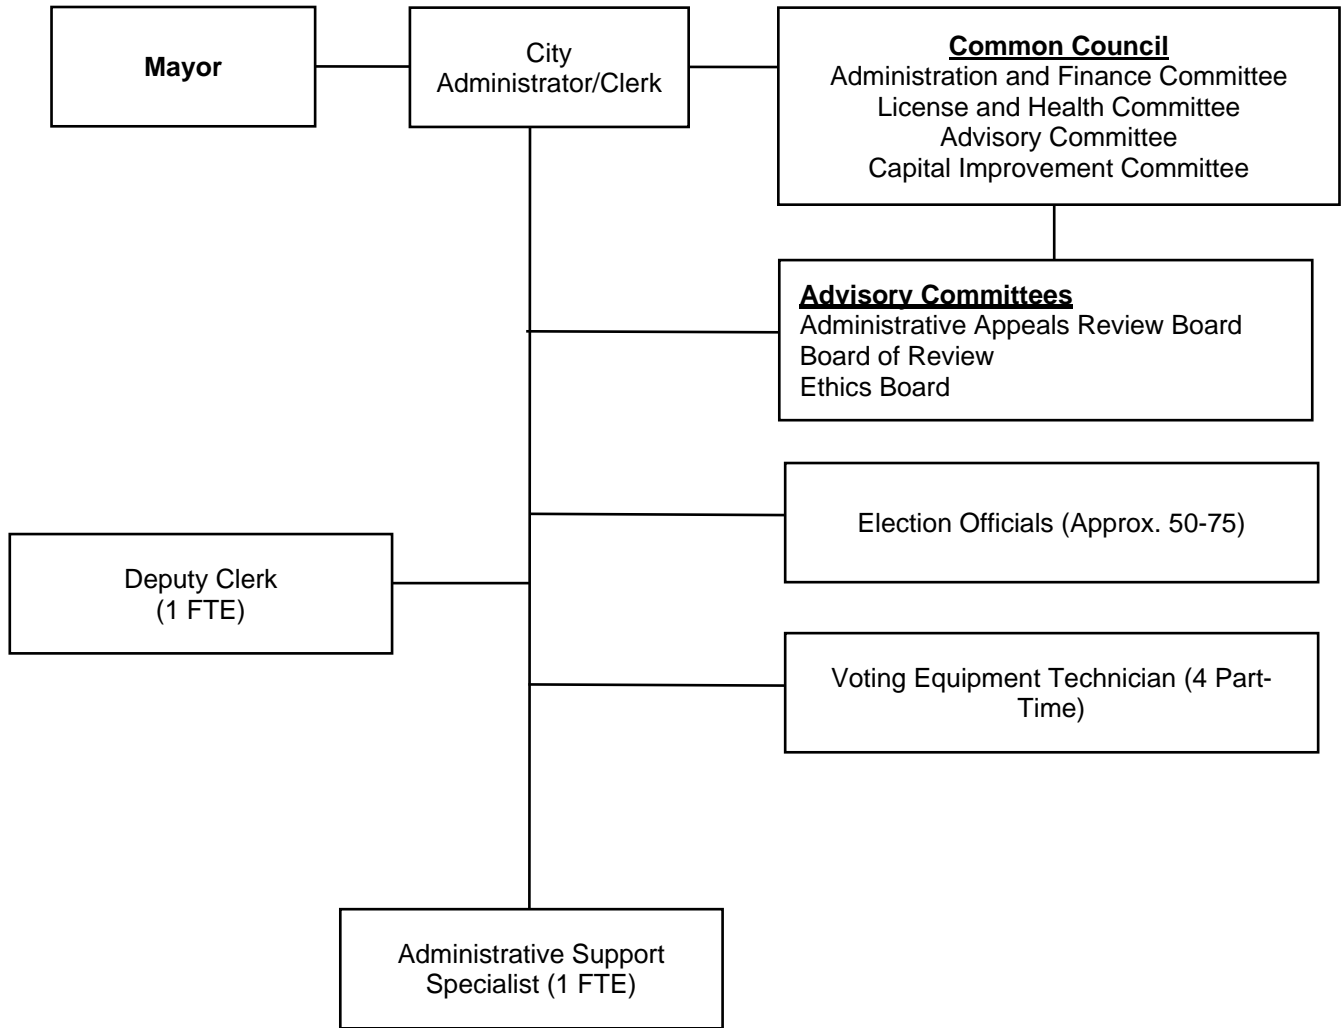 Mayor
City
Administrator/Clerk
Common Council
Administration and Finance Committee
License and Health Committee
Advisory Committee
Capital Improvement Committee
Advisory Committees
Administrative Appeals Review Board
Board of Review
Ethics Board
Election Officials (Approx. 50-75)
Deputy Clerk
(1 FTE)
Voting Equipment Technician (4 Part-
Time)
Administrative Support
Specialist (1 FTE)